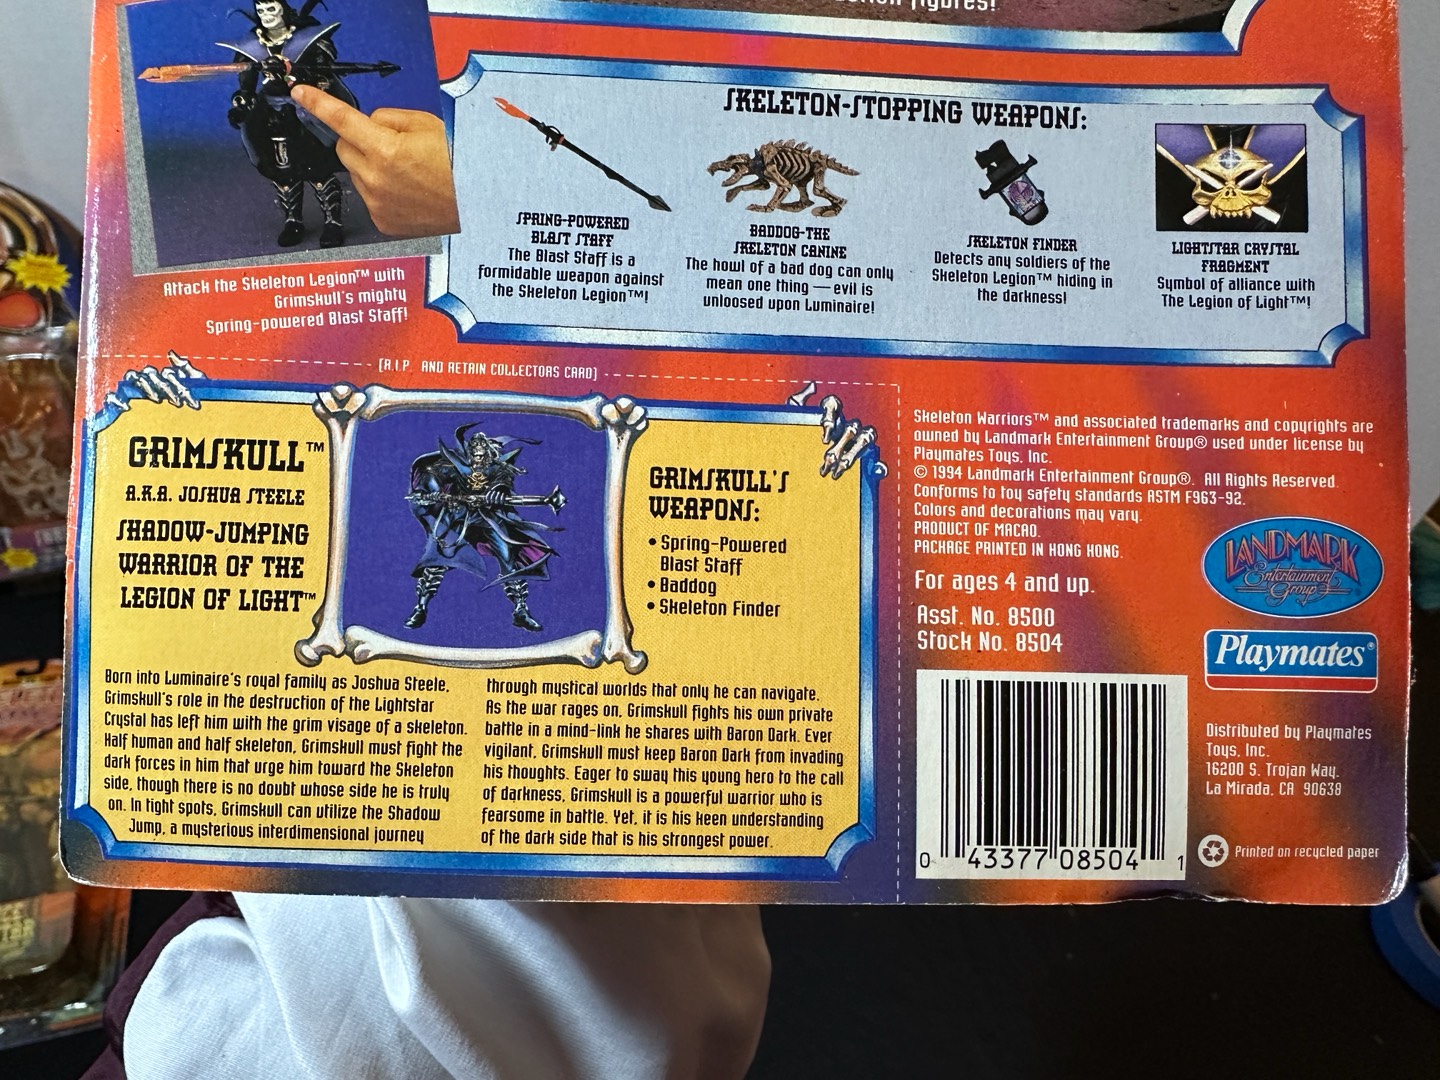 figures!
SKELETON-STOPPING WEAPONS:
SPRING-POWERED
BLAST STAFF
The Blast Staff is a
formidable weapon against
the Skeleton Legion™!
BADDOG-THE
SKELETON CANINE
The howl of a bad dog can only
mean one thing — evil is
unloosed upon Luminaire!
SKELETON FINDER
Detects any soldiers of the
Skeleton Legion™ hiding in
the darkness!
LIGHTSTAR CRYSTAL
FRAGMENT
Symbol of alliance with
The Legion of Light™!
Attack the Skeleton Legion™ with
Grimskull's mighty
Spring-powered Blast Staff!
[R.I.P. AND RETAIN COLLECTORS CARD]
GRIMSKULL™
A.K.A. JOSHUA STEELE
SHADOW-JUMPING
WARRIOR OF THE
LEGION OF LIGHT™
GRIMSKULL'S
WEAPONS:
• Spring-Powered
Blast Staff
• Baddog
• Skeleton Finder
Born into Luminaire's royal family as Joshua Steele,
Grimskull's role in the destruction of the Lightstar
Crystal has left him with the grim visage of a skeleton.
Half human and half skeleton, Grimskull must fight the
dark forces in him that urge him toward the Skeleton
side, though there is no doubt whose side he is truly
on. In tight spots, Grimskull can utilize the Shadow
Jump, a mysterious interdimensional journey
through mystical worlds that only he can navigate.
As the war rages on, Grimskull fights his own private
battle in a mind-link he shares with Baron Dark. Ever
vigilant, Grimskull must keep Baron Dark from invading
his thoughts. Eager to sway this young hero to the call
of darkness, Grimskull is a powerful warrior who is
fearsome in battle. Yet, it is his keen understanding
of the dark side that is his strongest power.
Skeleton Warriors™ and associated trademarks and copyrights are
owned by Landmark Entertainment Group® used under license by
Playmates Toys, Inc.
© 1994 Landmark Entertainment Group®. All Rights Reserved.
Conforms to toy safety standards ASTM F963-92.
Colors and decorations may vary.
PRODUCT OF MACAO.
PACKAGE PRINTED IN HONG KONG.
For ages 4 and up.
Asst. No. 8500
Stock No. 8504
LANDMARK
Entertainment
Group
Playmates®
Distributed by Playmates
Toys, Inc.
16200 S. Trojan Way,
La Mirada, CA 90638
Printed on recycled paper
0 43377 08504 1